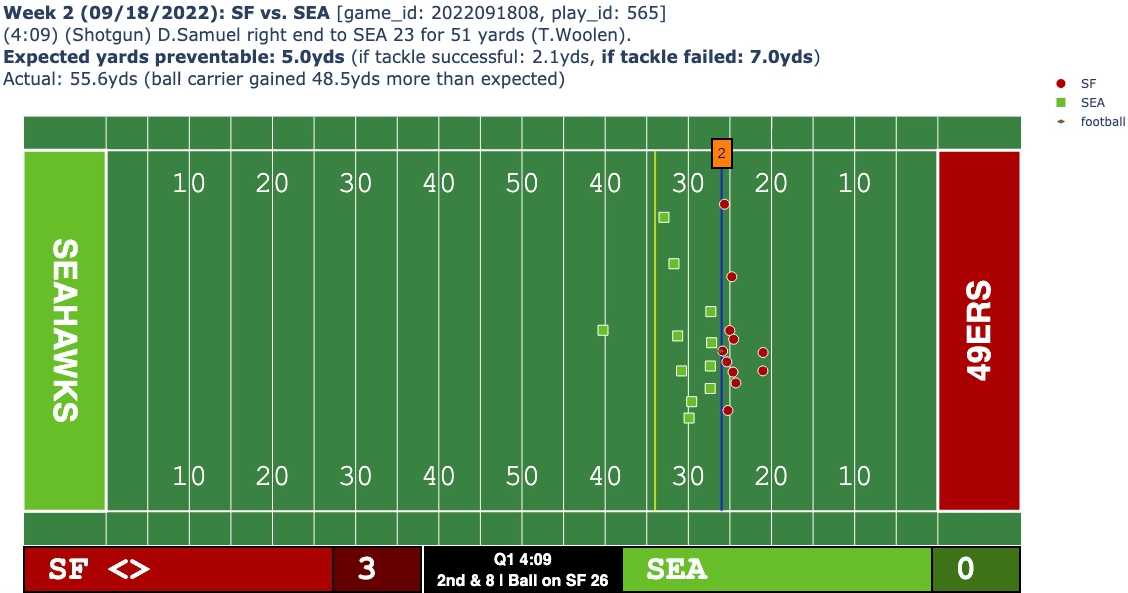 Week 2 (09/18/2022): SF vs. SEA [game_id: 2022091808, play_id: 565]
(4:09) (Shotgun) D.Samuel right end to SEA 23 for 51 yards (T.Woolen).
Expected yards preventable: 5.0yds (if tackle successful: 2.1yds, if tackle failed: 7.0yds)
Actual: 55.6yds (ball carrier gained 48.5yds more than expected)
SF
SEA
football
2
10 20 30 40 50 40 30 20 10
SEAHAWKS
49ERS
10 20 30 40 50 40 30 20 10
SF <> 3
Q1 4:09
2nd & 8 | Ball on SF 26
SEA 0